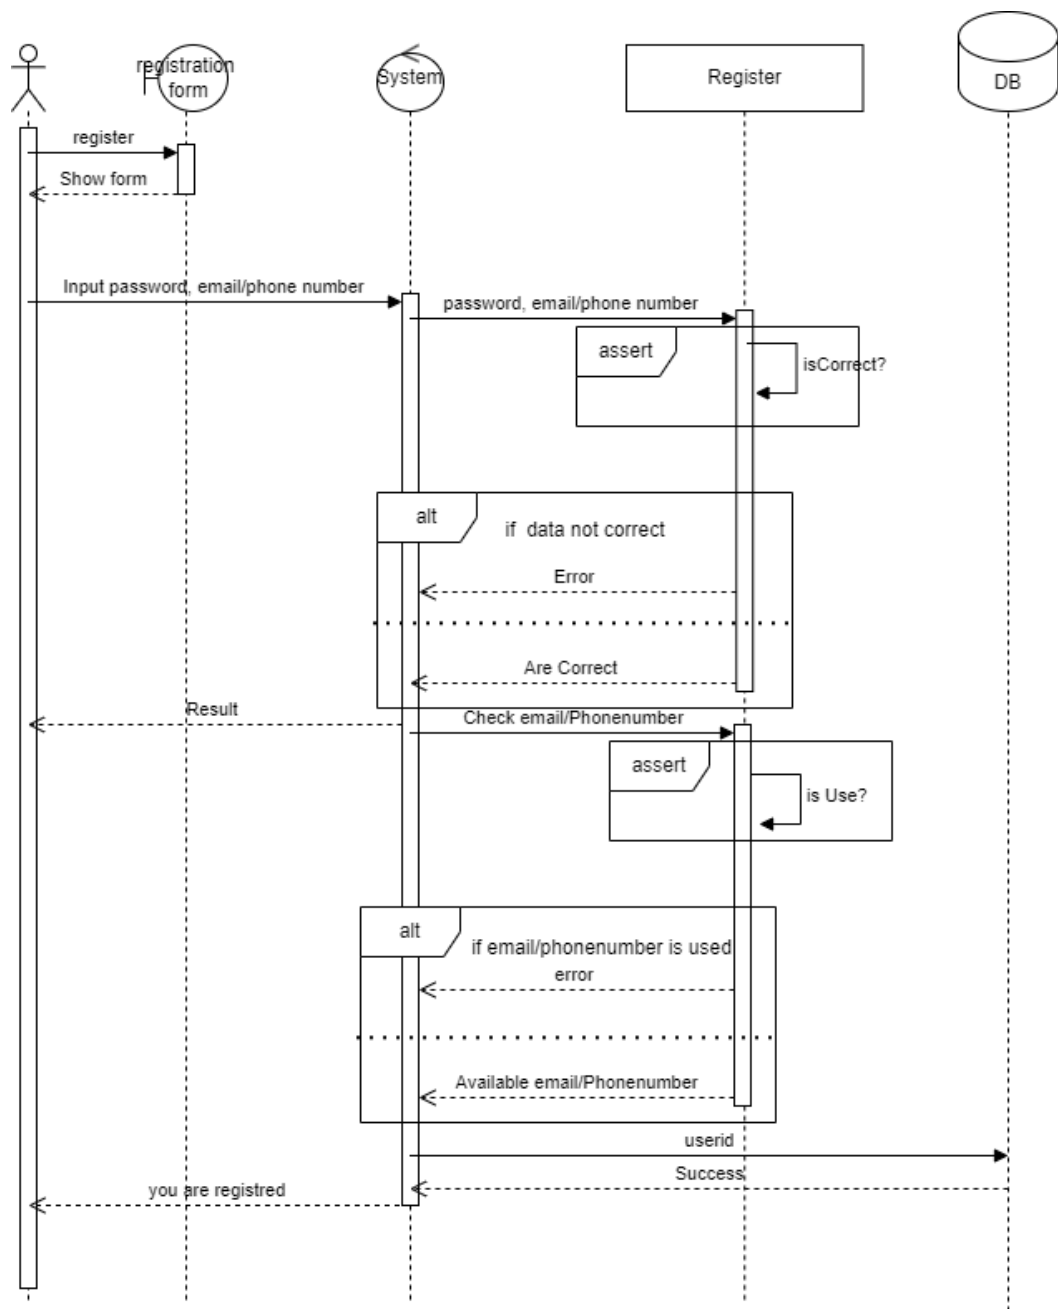 registration
form
System
Register
DB
register
Show form
Input password, email/phone number
password, email/phone number
assert
isCorrect?
alt
if data not correct
Error
Are Correct
Result
Check email/Phonenumber
assert
is Use?
alt
if email/phonenumber is used
error
Available email/Phonenumber
userid
Success
you are registred